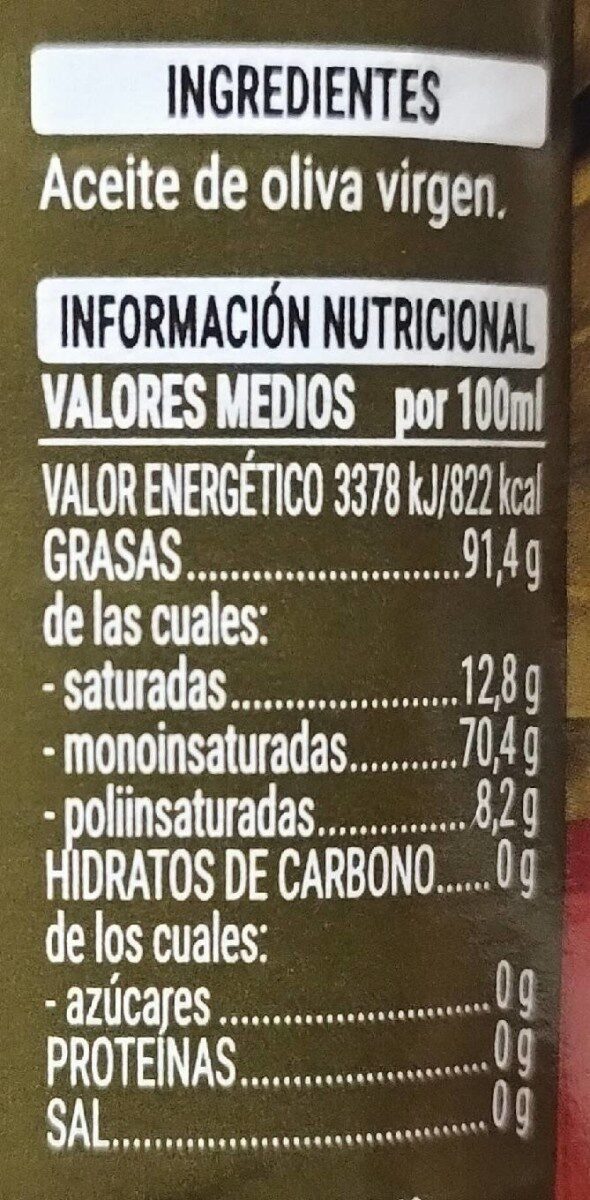 INGREDIENTES
Aceite de oliva virgen.
INFORMACIÓN NUTRICIONAL
VALORES MEDIOS por 100ml
VALOR ENERGÉTICO 3378 kJ/822 kcal
GRASAS..........................91,4 g
de las cuales:
- saturadas......................12,8 g
- monoinsaturadas...........70,4 g
- poliinsaturadas...............8,2 g
HIDRATOS DE CARBONO......0 g
de los cuales:
- azúcares..........................0 g
PROTEÍNAS........................0 g
SAL....................................0 g